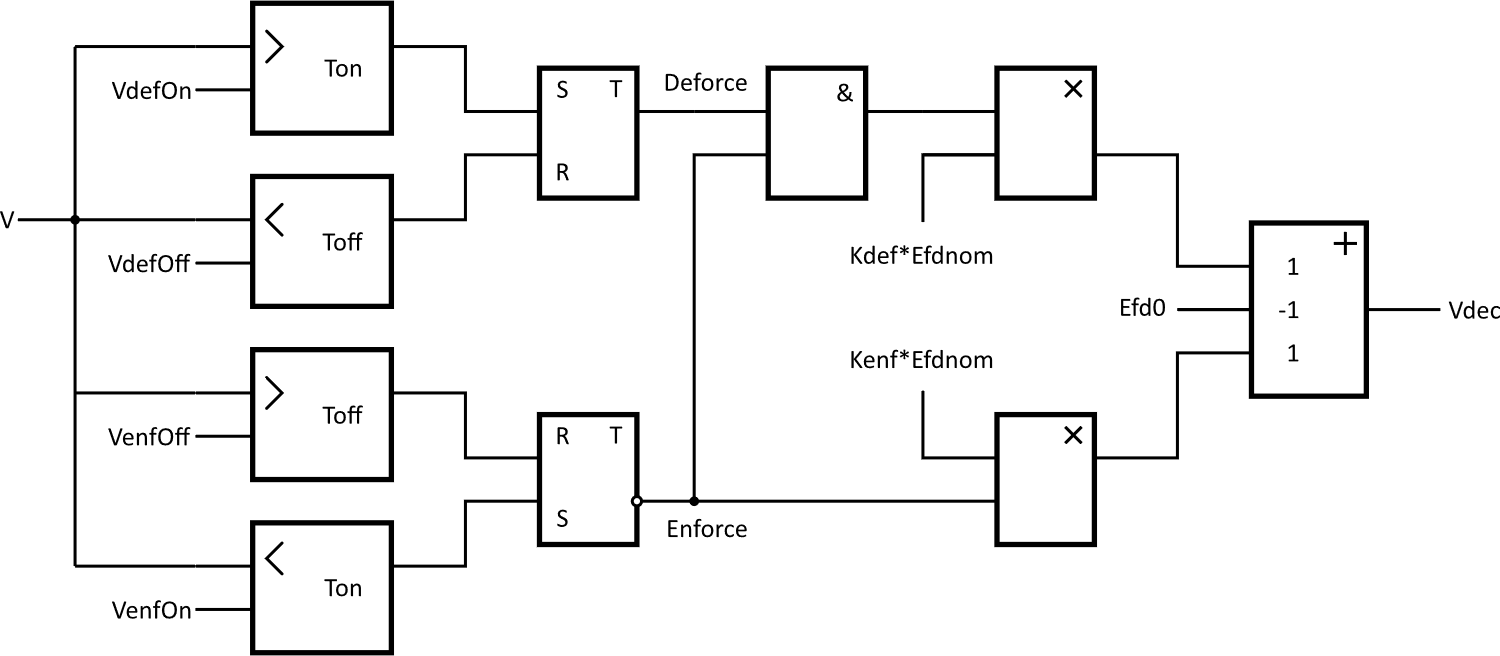 V
VdefOn
>
Ton
VdefOff
<
Toff
VenfOff
>
Toff
VenfOn
<
Ton
S T
R
Deforce
&
×
Kdef*Efdnom
R T
S
Enforce
Kenf*Efdnom
×
Efd0
+
1
-1
1
Vdec